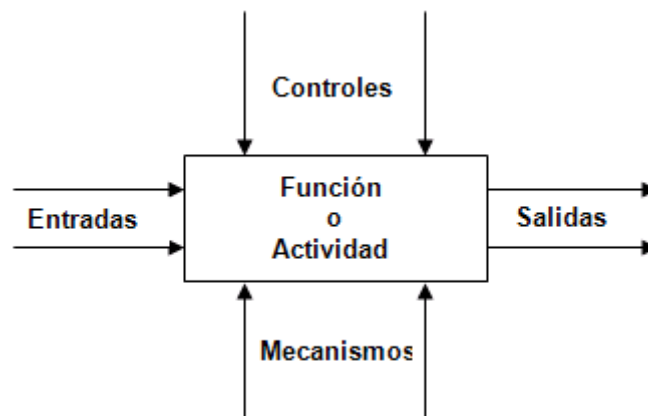 Controles
Función
o
Actividad
Entradas
Salidas
Mecanismos